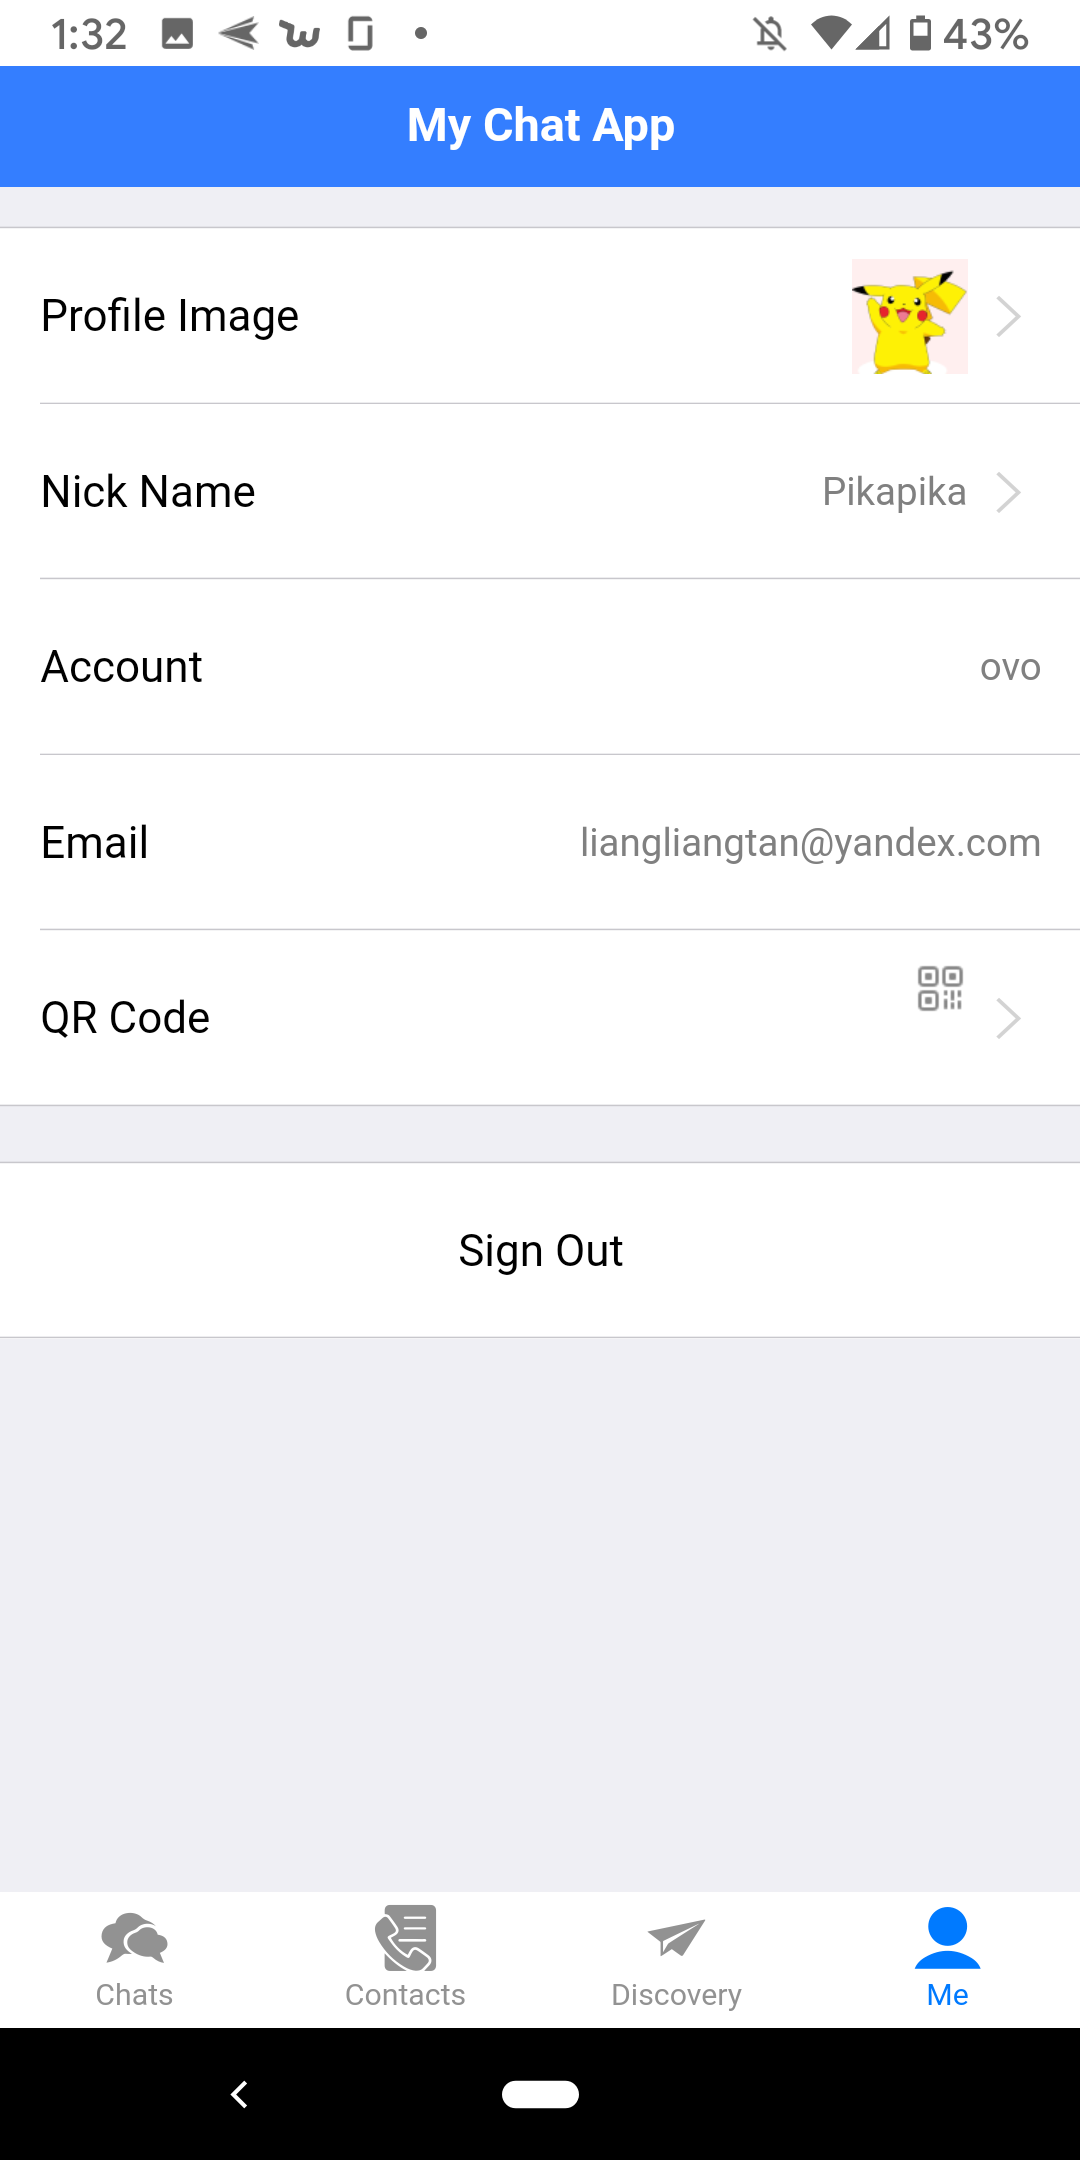 1:32 43%
My Chat App
Profile Image
Nick Name Pikapika
Account ovo
Email liangliangtan@yandex.com
QR Code
Sign Out
Chats Contacts Discovery Me